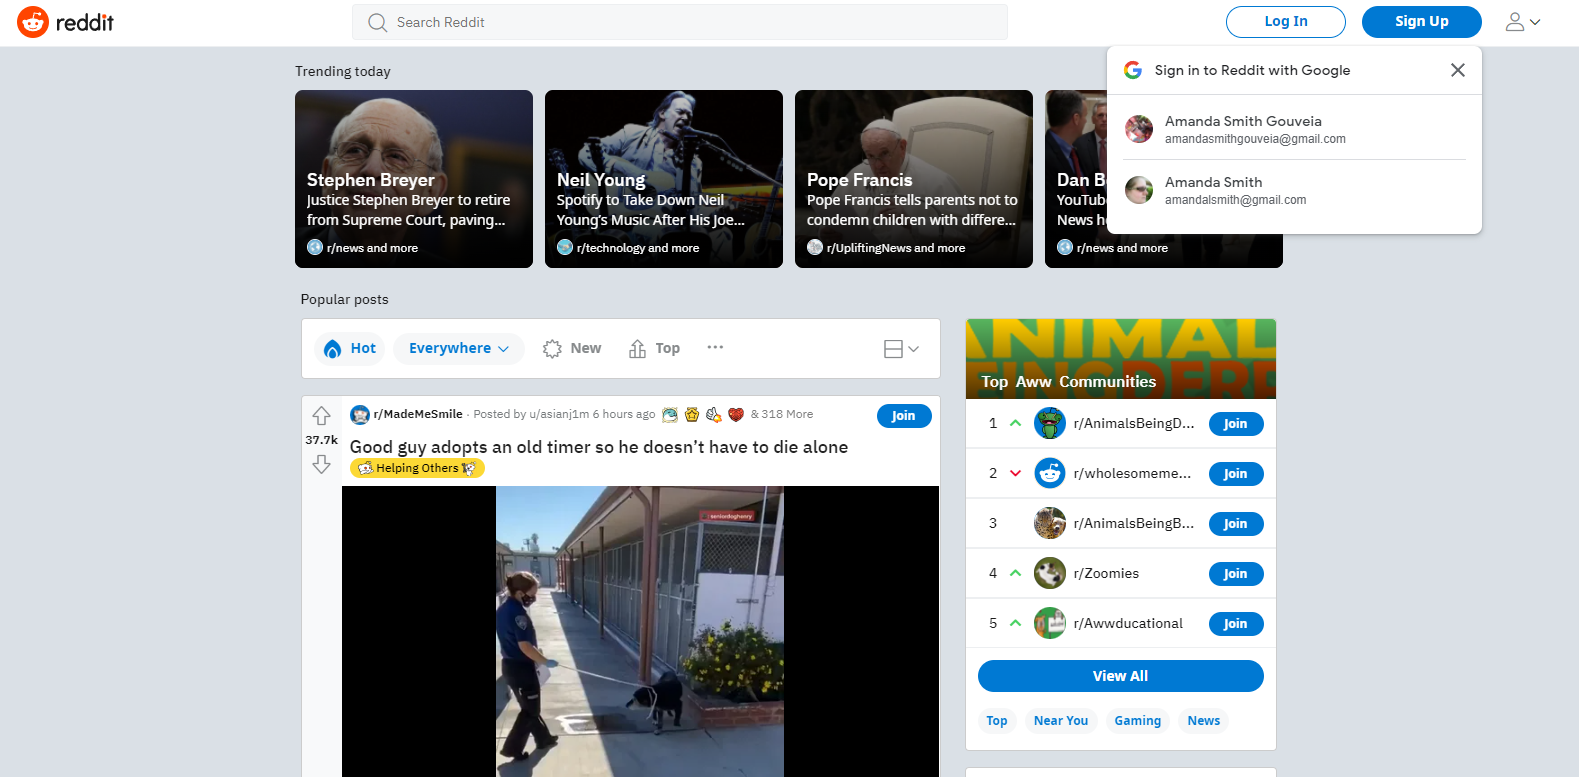 reddit
Search Reddit
Log In
Sign Up
Sign in to Reddit with Google
Amanda Smith Gouveia
amandasmithgouveia@gmail.com
Amanda Smith
amandalsmith@gmail.com
Trending today
Stephen Breyer
Justice Stephen Breyer to retire
from Supreme Court, paving...
r/news and more
Neil Young
Spotify to Take Down Neil
Young's Music After His Joe...
r/technology and more
Pope Francis
Pope Francis tells parents not to
condemn children with differe...
r/UpliftingNews and more
Dan B
YouTub
News h
r/news and more
Popular posts
Hot
Everywhere
New
Top
...
37.7k
r/MadeMeSmile · Posted by u/asianj1m 6 hours ago & 318 More
Join
Good guy adopts an old timer so he doesn't have to die alone
Helping Others
seniordoghenry
ANIMAL
EINGDERP
Top Aww Communities
1 r/AnimalsBeingD... Join
2 r/wholesomeme... Join
3 r/AnimalsBeingB... Join
4 r/Zoomies Join
5 r/Awwducational Join
View All
Top
Near You
Gaming
News